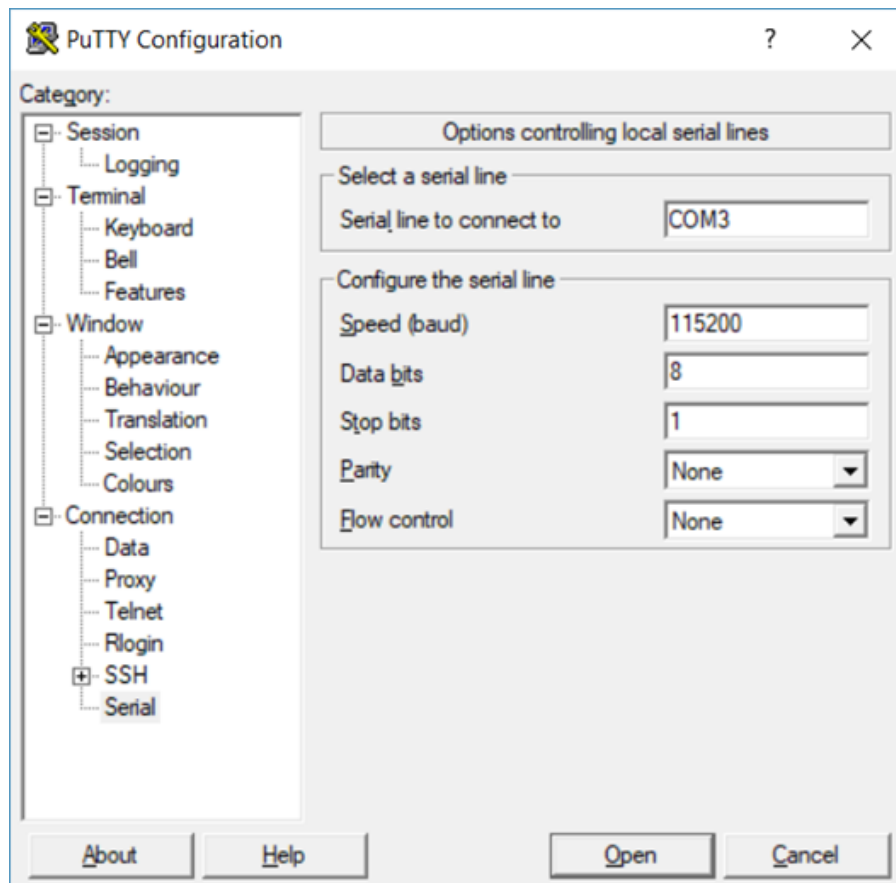 PuTTY Configuration
?
Category:
Session
Logging
Terminal
Keyboard
Bell
Features
Window
Appearance
Behaviour
Translation
Selection
Colours
Connection
Data
Proxy
Telnet
Rlogin
SSH
Serial
Options controlling local serial lines
Select a serial line
Serial line to connect to COM3
Configure the serial line
Speed (baud) 115200
Data bits 8
Stop bits 1
Parity None
Flow control None
About Help Open Cancel